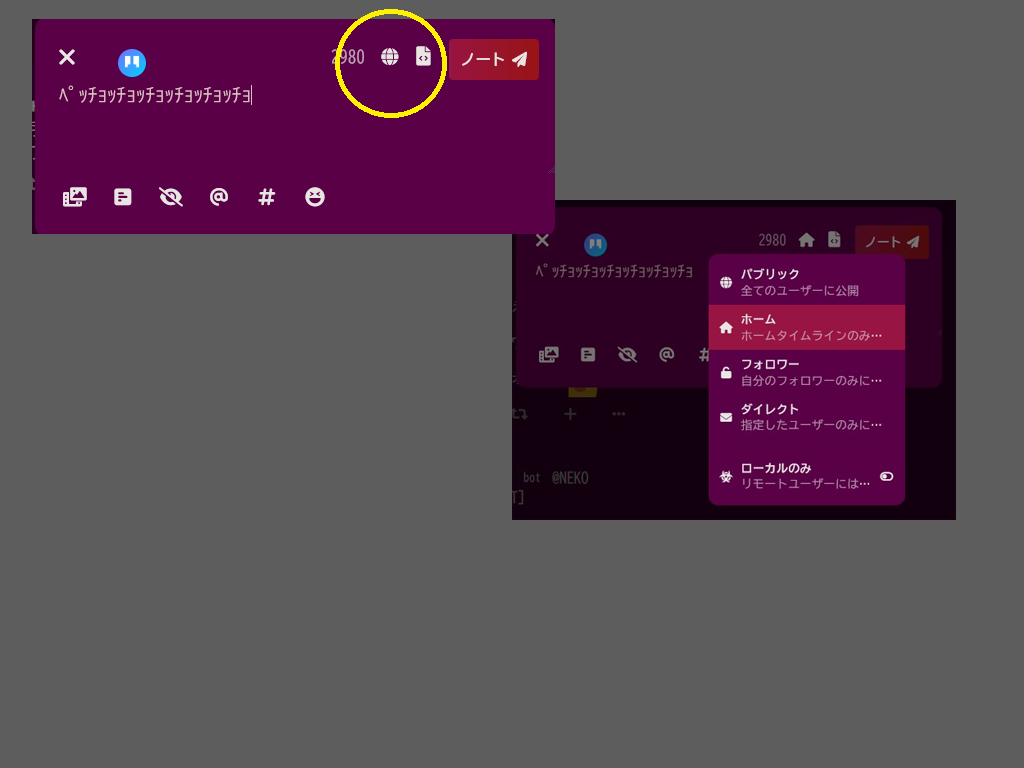 2980
ノート
ﾍﾟｯﾁｮｯﾁｮｯﾁｮｯﾁｮｯﾁｮｯﾁｮ
2980
ノート
ﾍﾟｯﾁｮｯﾁｮｯﾁｮｯﾁｮｯﾁｮｯﾁｮ
パブリック
全てのユーザーに公開
ホーム
ホームタイムラインのみ…
フォロワー
自分のフォロワーのみに…
ダイレクト
指定したユーザーのみに…
ローカルのみ
リモートユーザーには…
bot @NEKO
T]